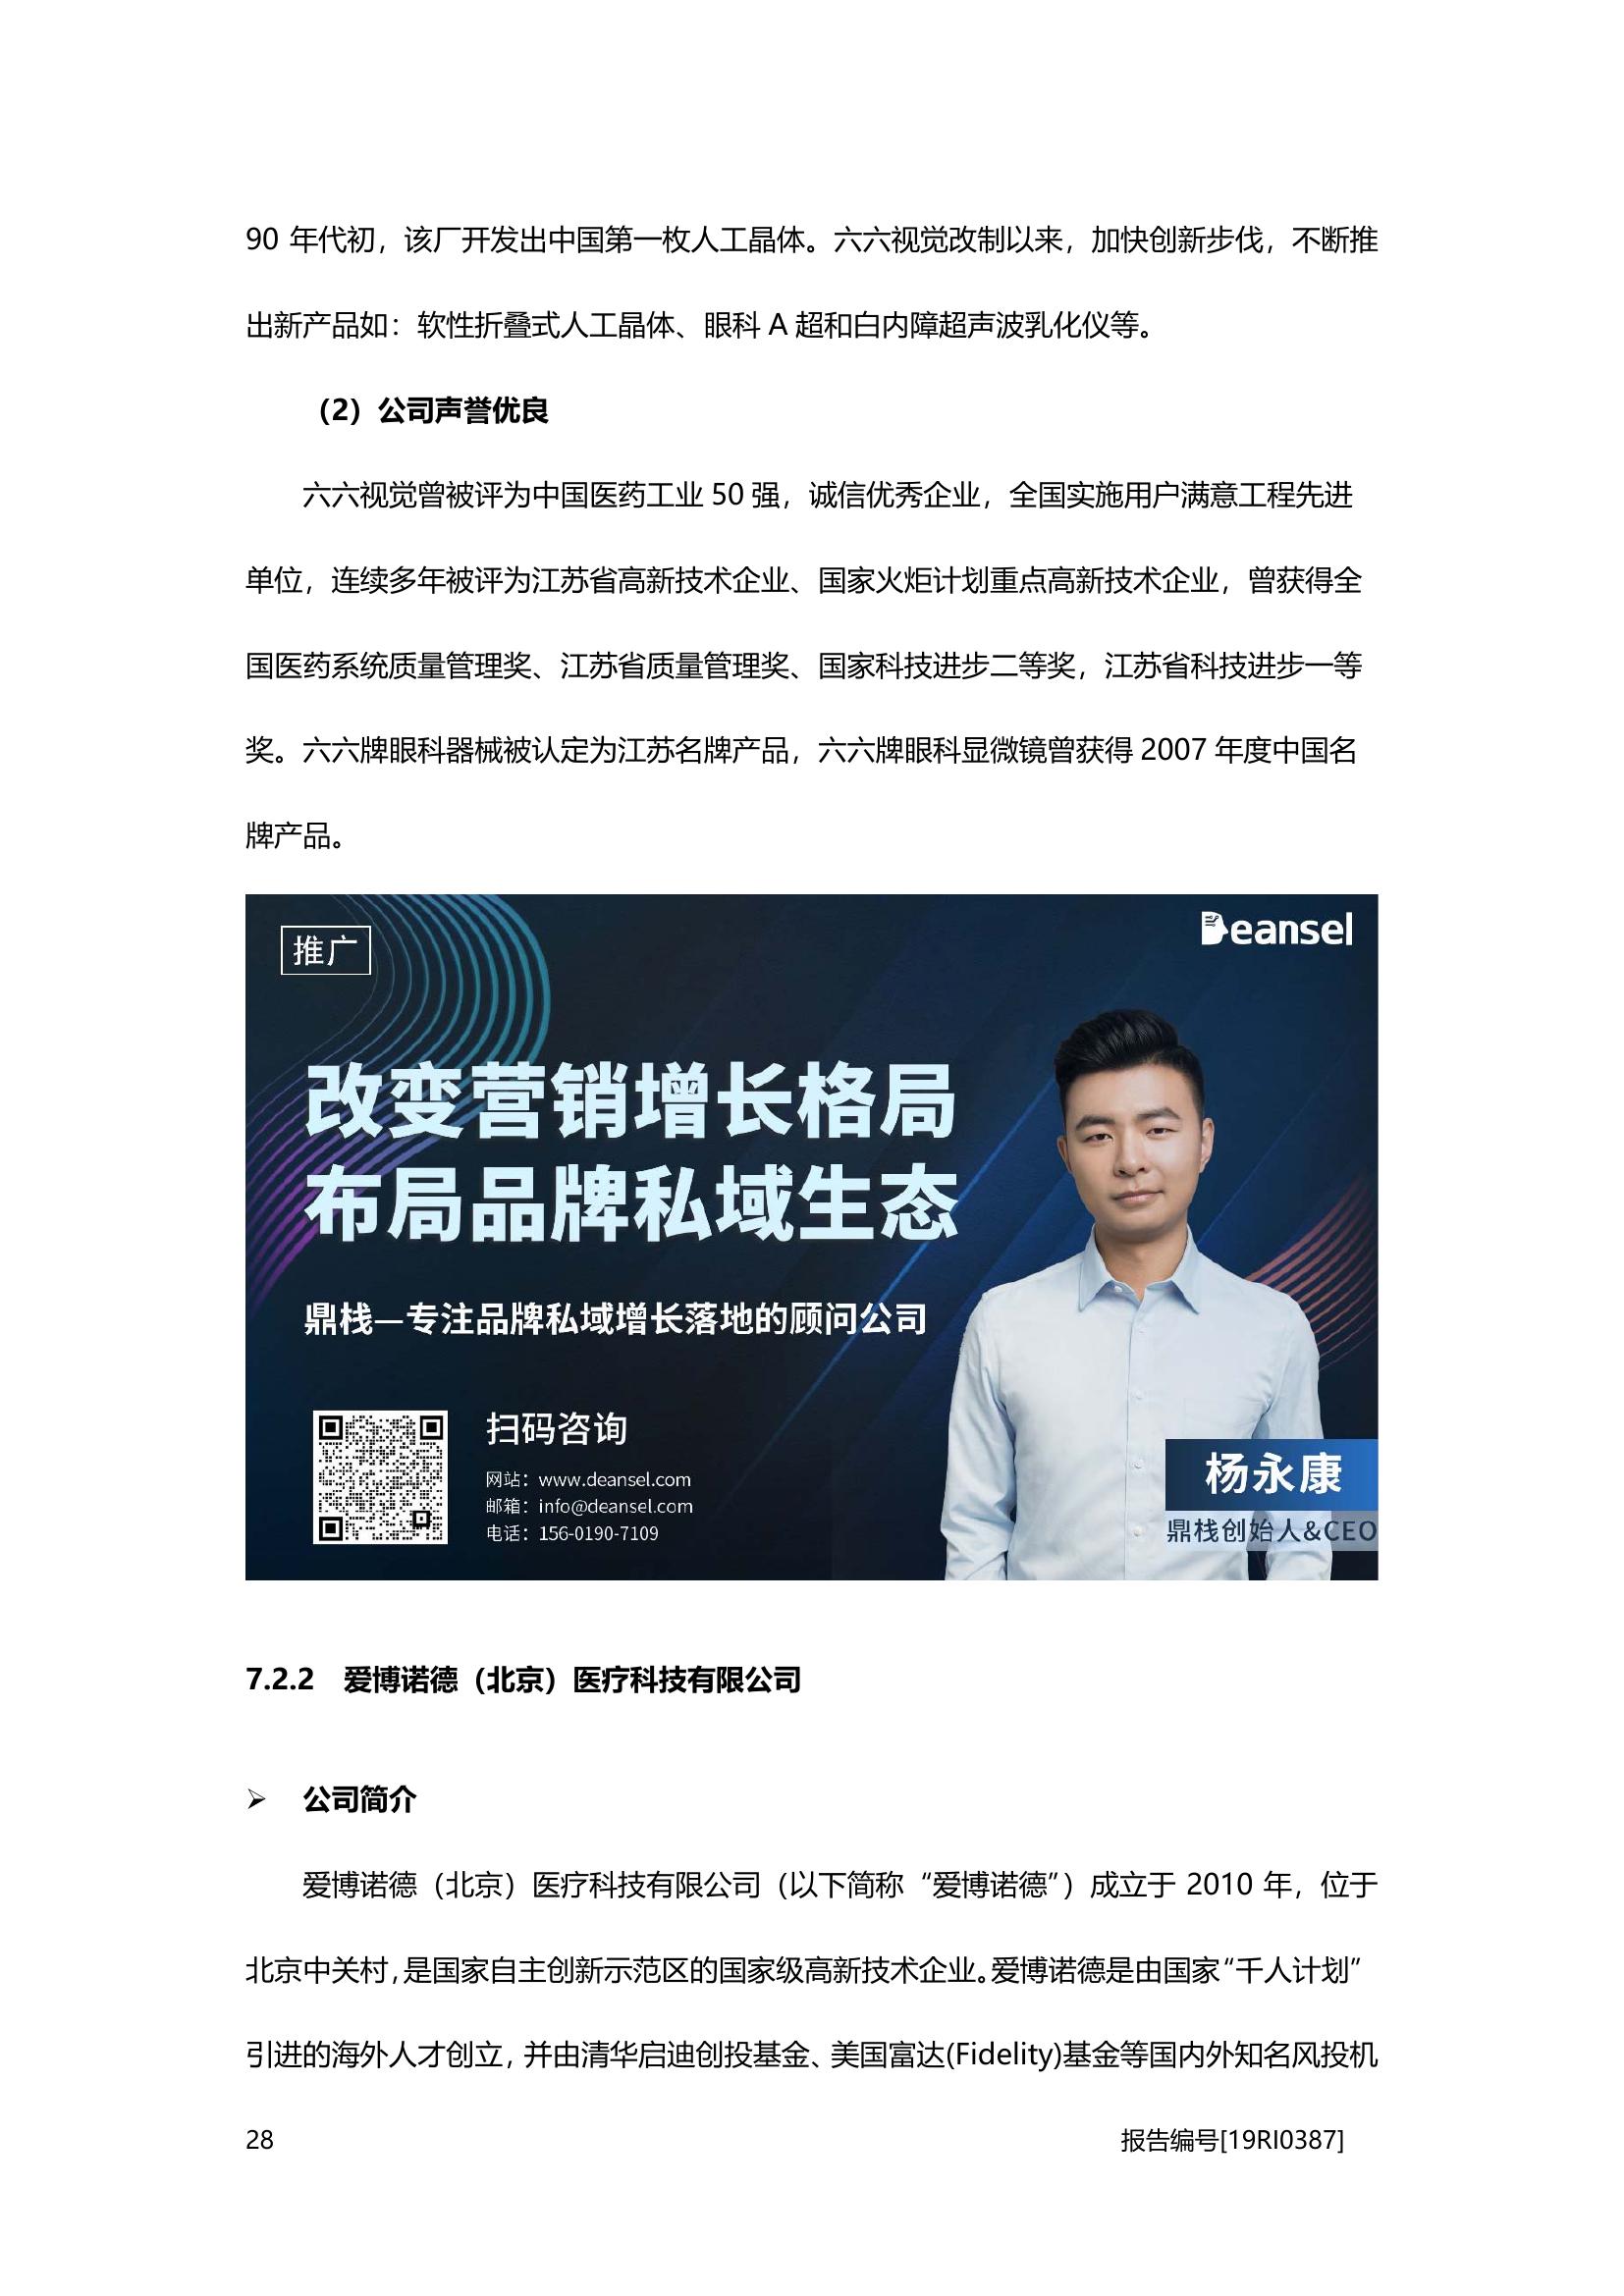 90 年代初，该厂开发出中国第一枚人工晶体。六六视觉改制以来，加快创新步伐，不断推
出新产品如：软性折叠式人工晶体、眼科 A 超和白内障超声波乳化仪等。
（2）公司声誉优良
六六视觉曾被评为中国医药工业 50 强，诚信优秀企业，全国实施用户满意工程先进
单位，连续多年被评为江苏省高新技术企业、国家火炬计划重点高新技术企业，曾获得全
国医药系统质量管理奖、江苏省质量管理奖、国家科技进步二等奖，江苏省科技进步一等
奖。六六牌眼科器械被认定为江苏名牌产品，六六牌眼科显微镜曾获得 2007 年度中国名
牌产品。
推广
Deansel
改变营销增长格局
布局品牌私域生态
鼎栈—专注品牌私域增长落地的顾问公司
扫码咨询
网站：www.deansel.com
邮箱：info@deansel.com
电话：156-0190-7109
杨永康
鼎栈创始人&CEO
7.2.2 爱博诺德（北京）医疗科技有限公司
➢ 公司简介
爱博诺德（北京）医疗科技有限公司（以下简称“爱博诺德”）成立于 2010 年，位于
北京中关村，是国家自主创新示范区的国家级高新技术企业。爱博诺德是由国家“千人计划”
引进的海外人才创立，并由清华启迪创投基金、美国富达(Fidelity)基金等国内外知名风投机
28
报告编号[19RI0387]